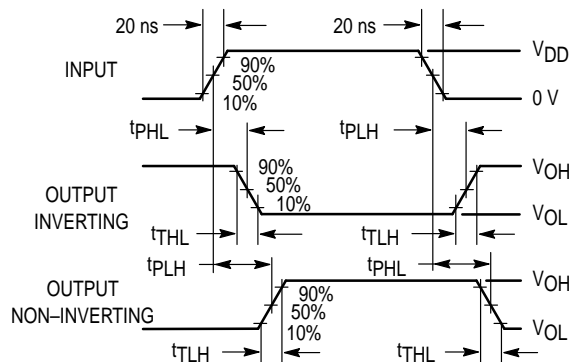 20 ns 20 ns
INPUT
90%
50%
10%
VDD
0 V
tPHL tPLH
OUTPUT
INVERTING
90%
50%
10%
VOH
VOL
tTHL tTLH
tPLH tPHL
OUTPUT
NON–INVERTING
90%
50%
10%
VOH
VOL
tTLH tTHL